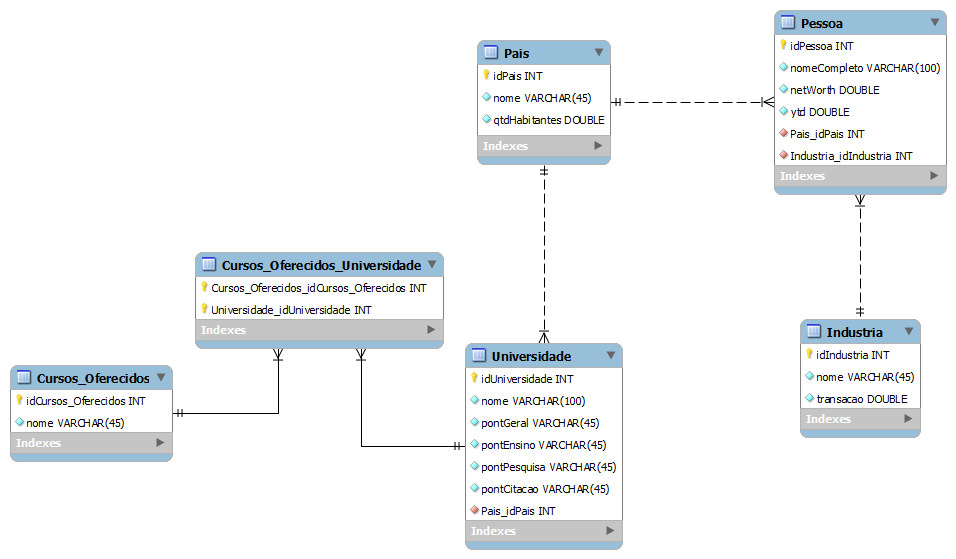 Pais
idPais INT
nome VARCHAR(45)
qtdHabitantes DOUBLE
Indexes
Pessoa
idPessoa INT
nomeCompleto VARCHAR(100)
netWorth DOUBLE
ytd DOUBLE
Pais_idPais INT
Industria_idIndustria INT
Indexes
Cursos_Oferecidos_Universidade
Cursos_Oferecidos_idCursos_Oferecidos INT
Universidade_idUniversidade INT
Indexes
Cursos_Oferecidos
idCursos_Oferecidos INT
nome VARCHAR(45)
Indexes
Universidade
idUniversidade INT
nome VARCHAR(100)
pontGeral VARCHAR(45)
pontEnsino VARCHAR(45)
pontPesquisa VARCHAR(45)
pontCitacao VARCHAR(45)
Pais_idPais INT
Indexes
Industria
idIndustria INT
nome VARCHAR(45)
transacao DOUBLE
Indexes